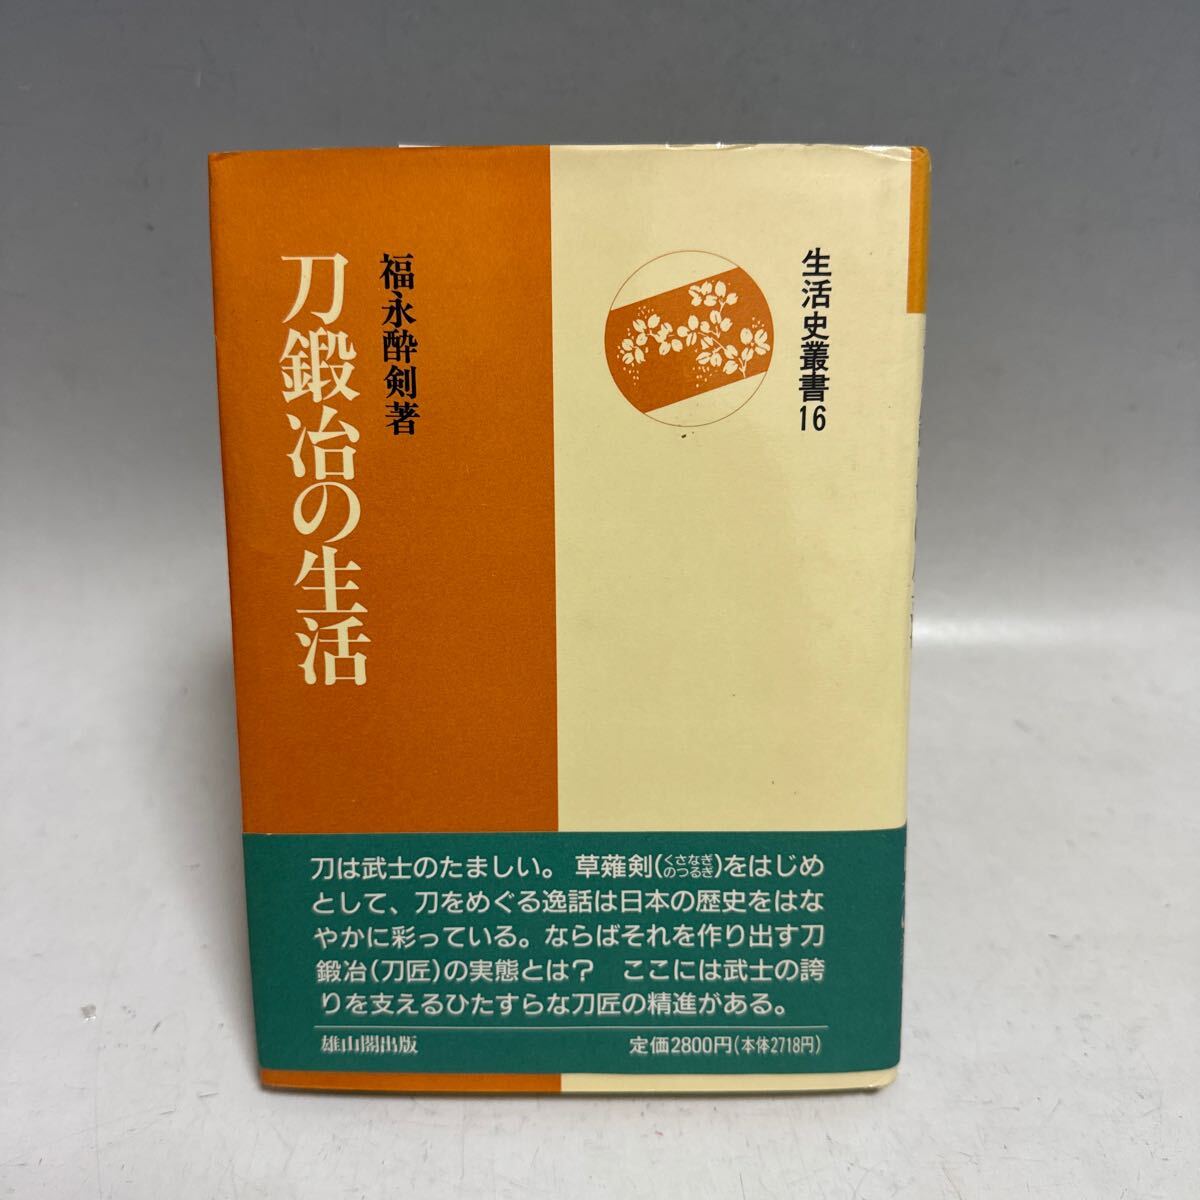 生活史叢書16
福永酔剣著
刀鍛冶の生活
刀は武士のたましい。草薙剣(くさなぎのつるぎ)をはじめ
として、刀をめぐる逸話は日本の歴史をはな
やかに彩っている。ならばそれを作り出す刀
鍛冶(刀匠)の実態とは? ここには武士の誇
りを支えるひたすらな刀匠の精進がある。
雄山閣出版
定価2800円(本体2718円)